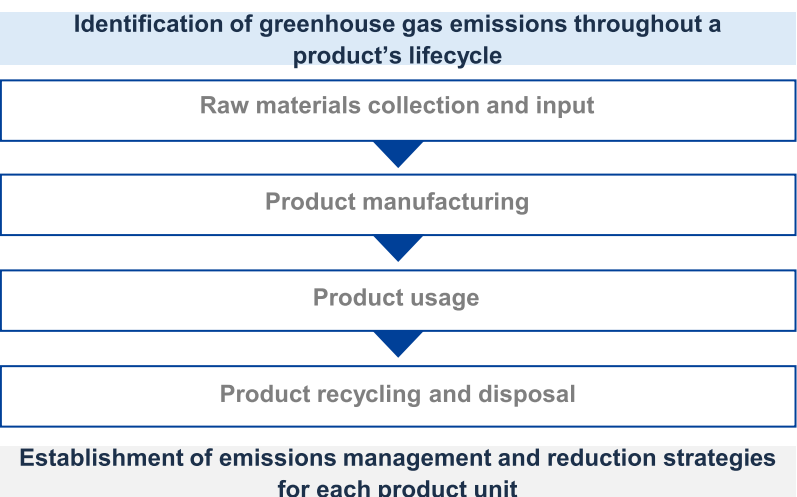 Identification of greenhouse gas emissions throughout a
product’s lifecycle
Raw materials collection and input
Product manufacturing
Product usage
Product recycling and disposal
Establishment of emissions management and reduction strategies
for each product unit